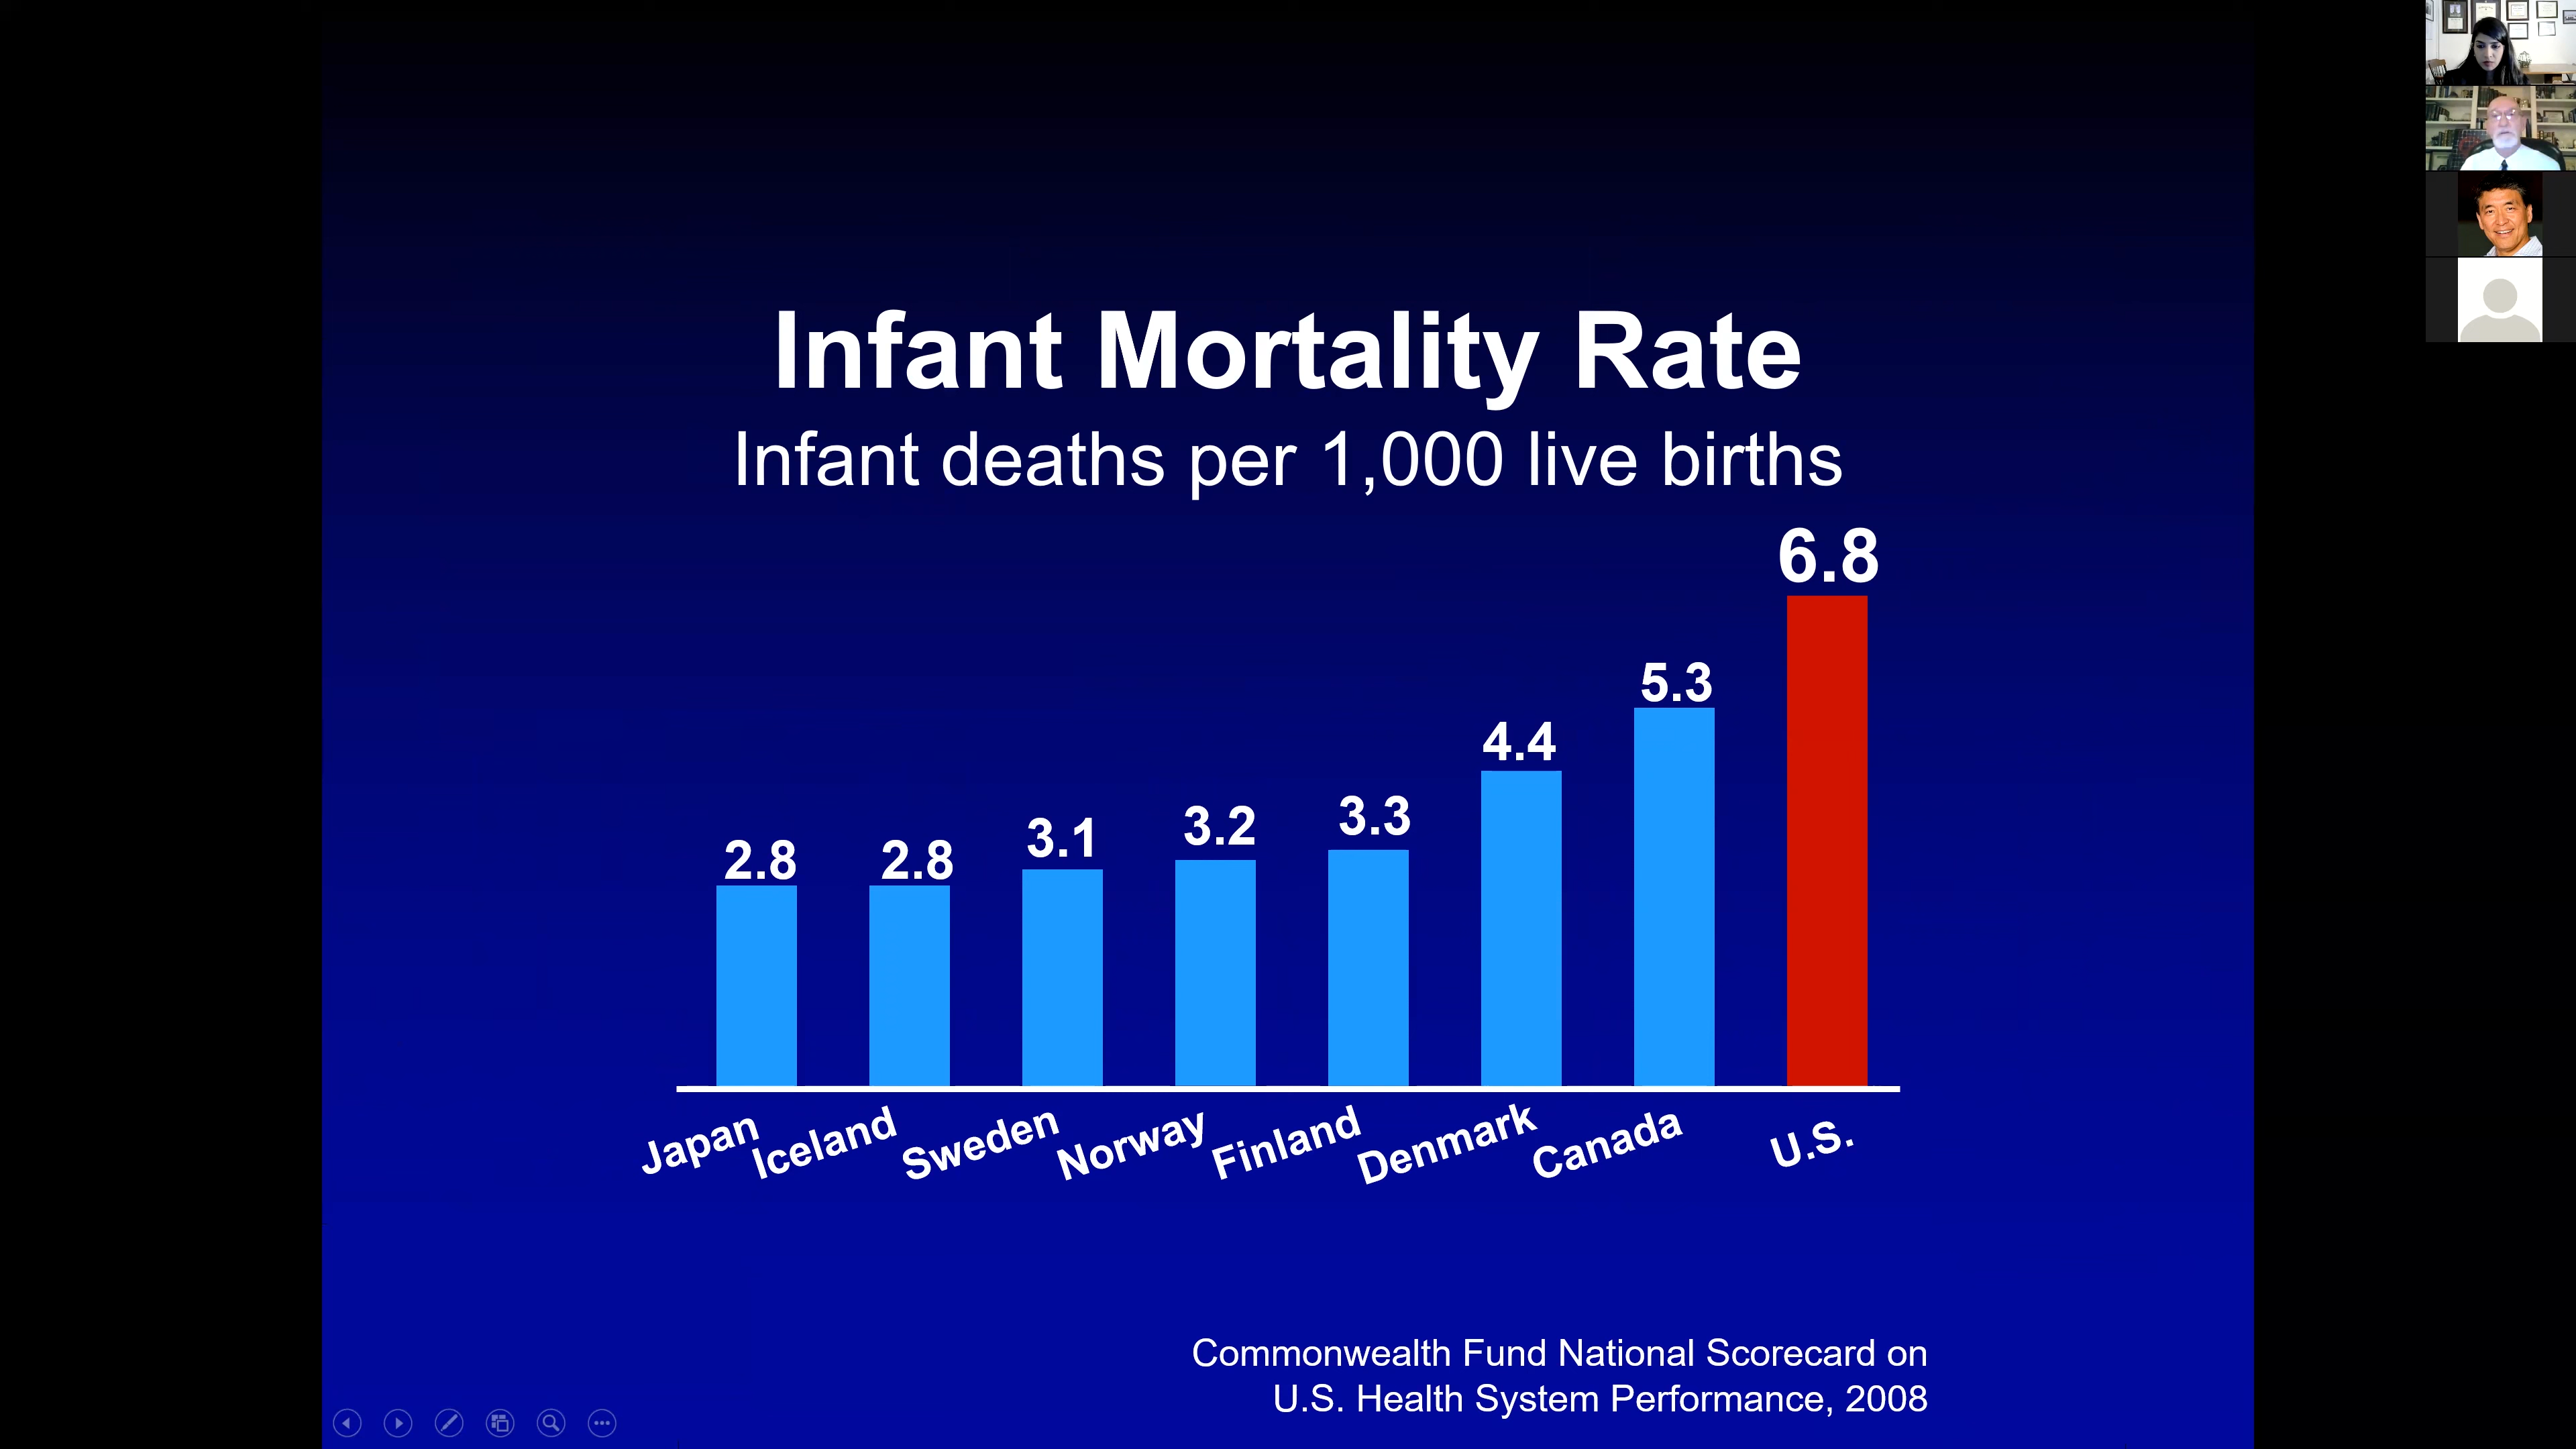 Infant Mortality Rate
Infant deaths per 1,000 live births
2.8
2.8
3.1
3.2
3.3
4.4
5.3
6.8
Japan
Iceland
Sweden
Norway
Finland
Denmark
Canada
U.S.
Commonwealth Fund National Scorecard on
U.S. Health System Performance, 2008